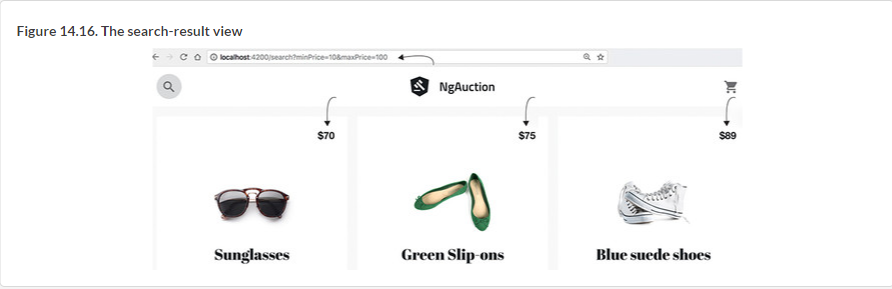 Figure 14.16. The search-result view
localhost:4200/search?minPrice=10&maxPrice=100
NgAuction
$70
$75
$89
Sunglasses
Green Slip-ons
Blue suede shoes